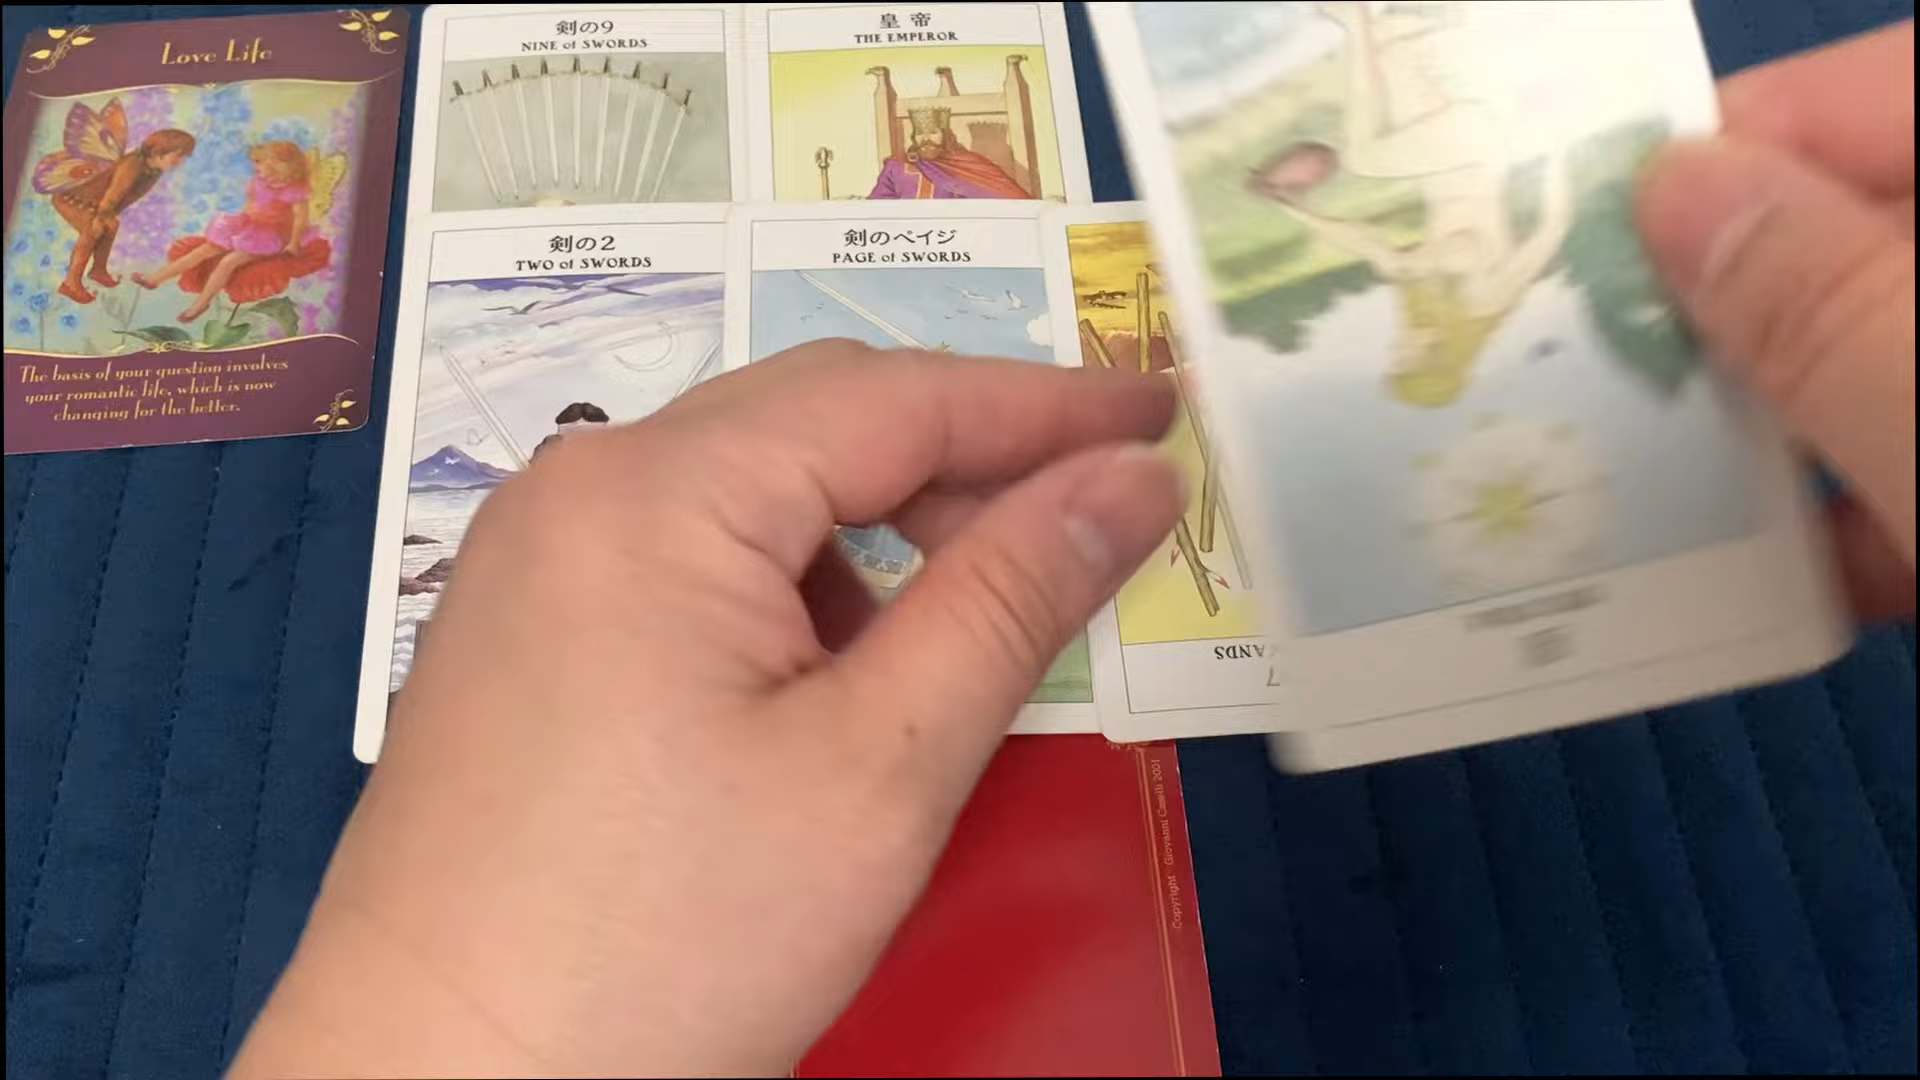 Love Life
The basis of your question involves
your romantic life, which is now
changing for the better.
剣の9
NINE of SWORDS
皇帝
THE EMPEROR
剣の2
TWO of SWORDS
剣のペイジ
PAGE of SWORDS
WANDS
7
Copyright Giovanni Caselli 2001